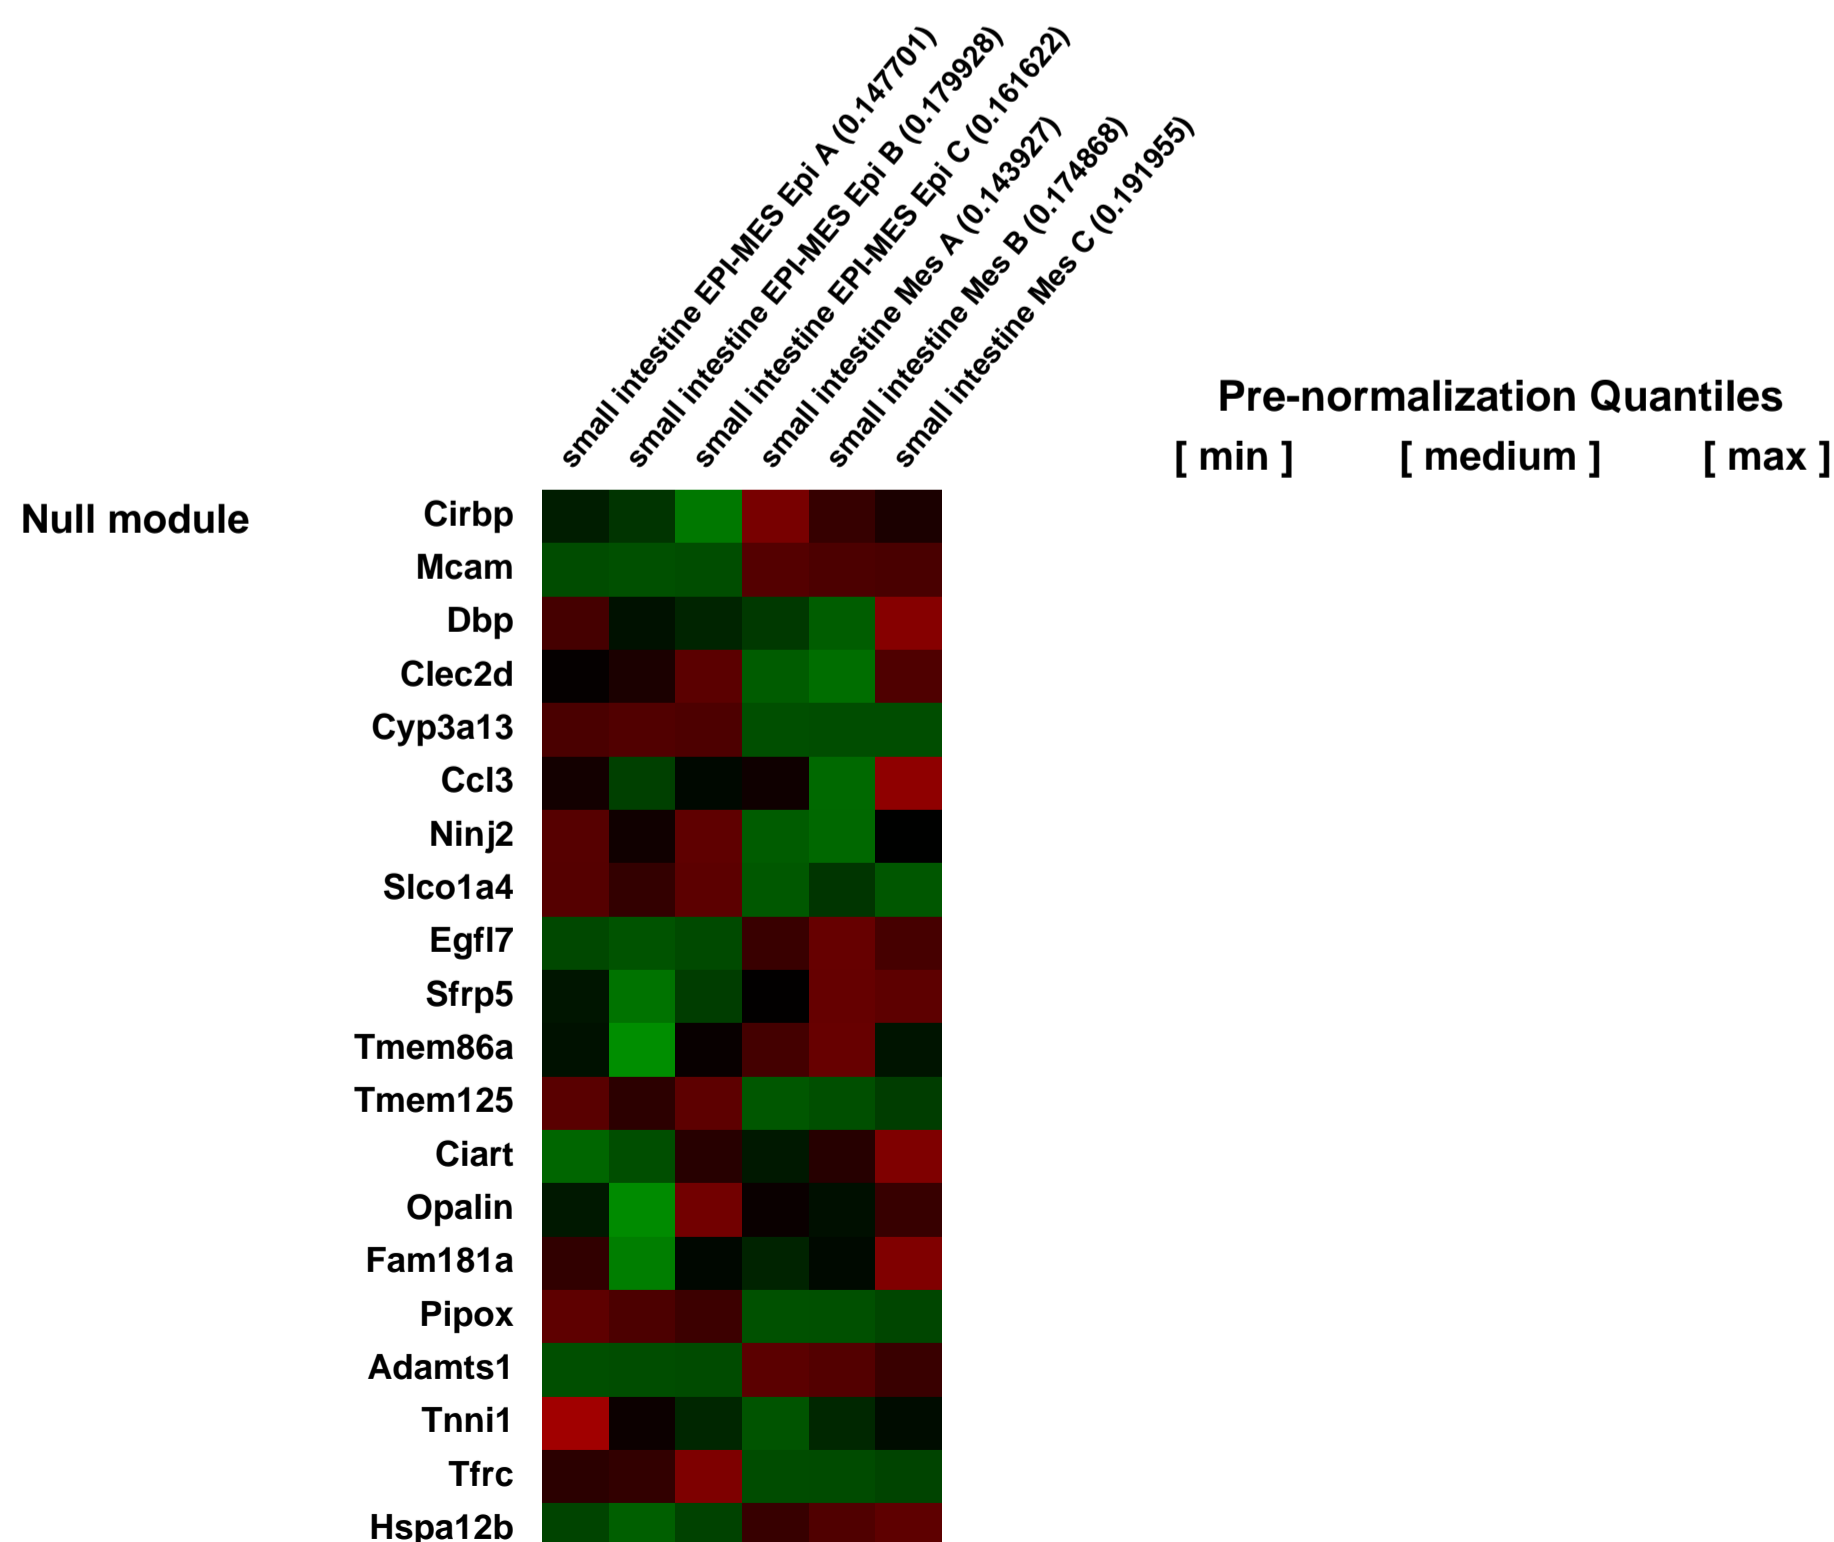 small intestine EPI-MES Epi A (0.147701)
small intestine EPI-MES Epi B (0.179928)
small intestine EPI-MES Epi C (0.161622)
small intestine Mes A (0.143927)
small intestine Mes B (0.174868)
small intestine Mes C (0.191955)
Pre-normalization Quantiles
[ min ] [ medium ] [ max ]
Null module
Cirbp
Mcam
Dbp
Clec2d
Cyp3a13
Ccl3
Ninj2
Slco1a4
Egfl7
Sfrp5
Tmem86a
Tmem125
Ciart
Opalin
Fam181a
Pipox
Adamts1
Tnni1
Tfrc
Hspa12b